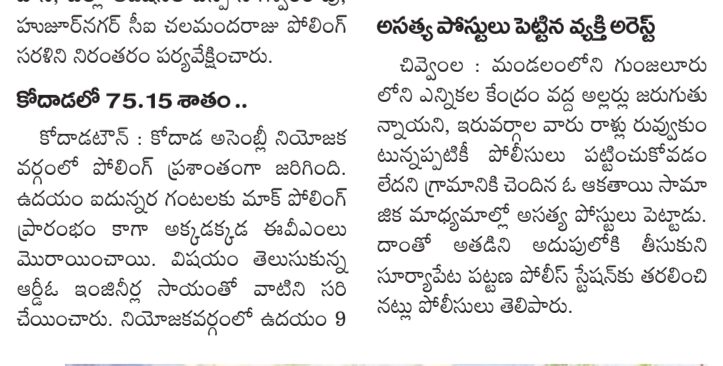 హుజూర్‌నగర్ సీఐ చలమందరాజు పోలింగ్
సరళిని నిరంతరం పర్యవేక్షించారు.
కోదాడలో 75.15 శాతం..
కోదాడటౌన్ : కోదాడ అసెంబ్లీ నియోజక
వర్గంలో పోలింగ్ ప్రశాంతంగా జరిగింది.
ఉదయం ఐదున్నర గంటలకు మాక్ పోలింగ్
ప్రారంభం కాగా అక్కడక్కడ ఈవీఎంలు
మొరాయించాయి. విషయం తెలుసుకున్న
ఆర్డీఓ ఇంజినీర్ల సాయంతో వాటిని సరి
చేయించారు. నియోజకవర్గంలో ఉదయం 9
అసత్య పోస్టులు పెట్టిన వ్యక్తి అరెస్ట్
చివ్వెంల : మండలంలోని గుంజలూరు
లోని ఎన్నికల కేంద్రం వద్ద అల్లర్లు జరుగుతు
న్నాయని, ఇరువర్గాల వారు రాళ్లు రువ్వుకుం
టున్నప్పటికీ పోలీసులు పట్టించుకోవడం
లేదని గ్రామానికి చెందిన ఓ ఆకతాయి సామా
జిక మాధ్యమాల్లో అసత్య పోస్టులు పెట్టాడు.
దాంతో అతడిని అదుపులోకి తీసుకుని
సూర్యాపేట పట్టణ పోలీస్ స్టేషన్‌కు తరలించి
నట్లు పోలీసులు తెలిపారు.